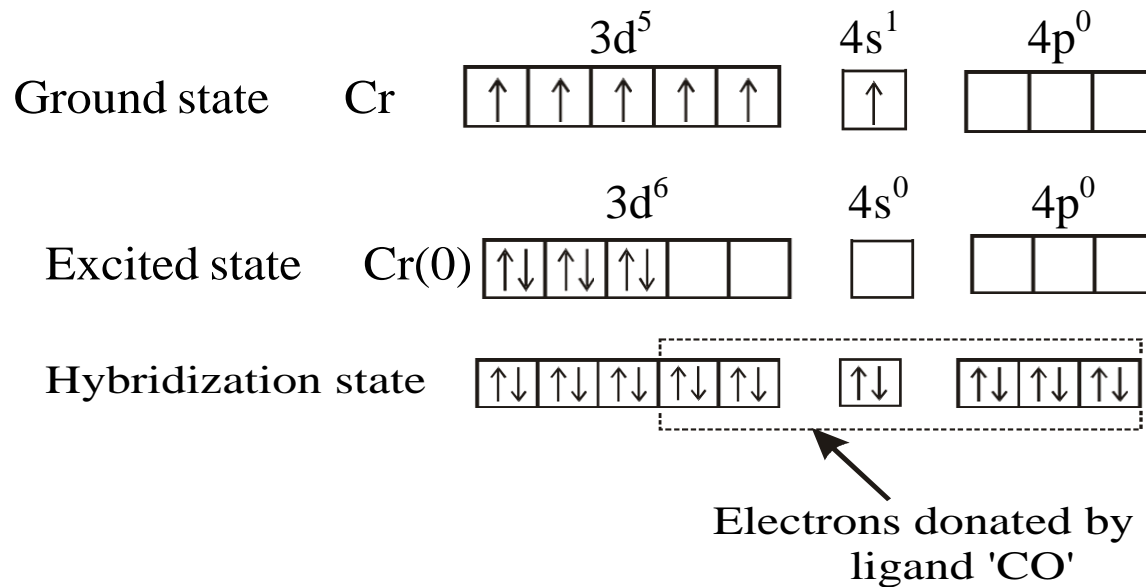 3d⁵ 4s¹ 4p⁰
Ground state Cr ↑ ↑ ↑ ↑ ↑ ↑
3d⁶ 4s⁰ 4p⁰
Excited state Cr(0) ↑↓ ↑↓ ↑↓
Hybridization state ↑↓ ↑↓ ↑↓ ↑↓ ↑↓ ↑↓ ↑↓ ↑↓ ↑↓
Electrons donated by
ligand 'CO'